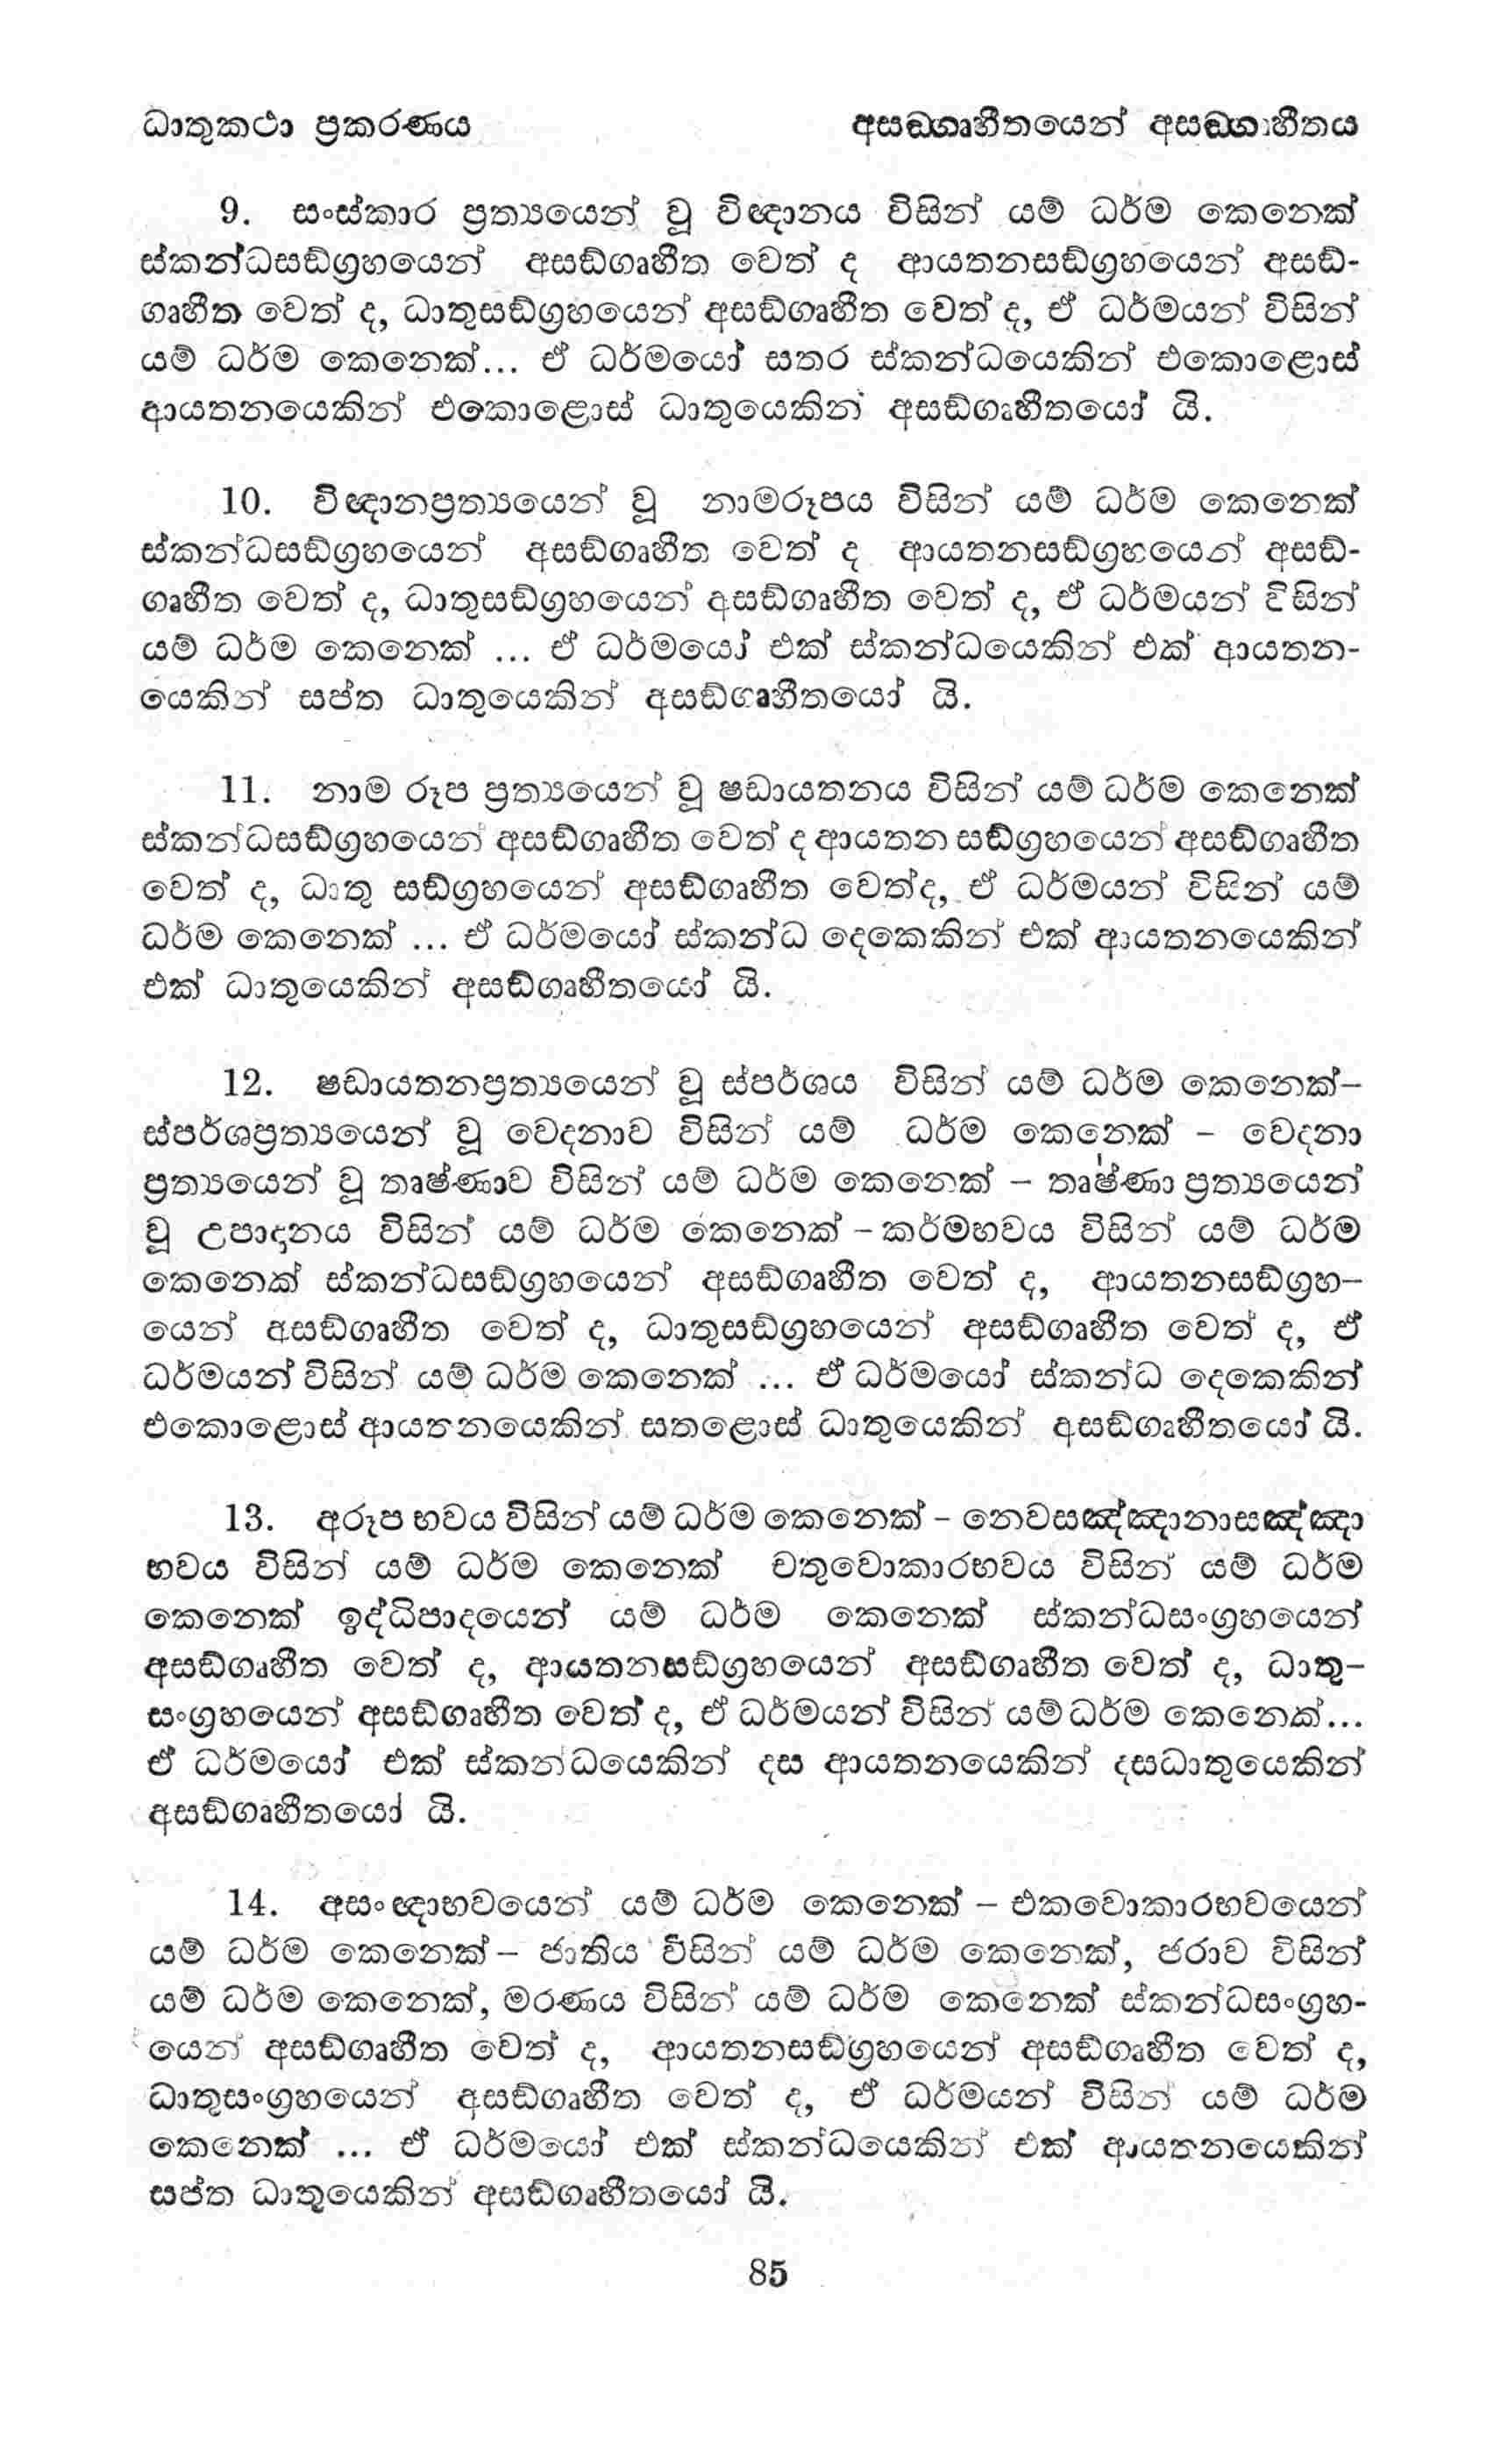 ධාතුකථා ප්‍රකරණය අසඞ්ගෘහීතයෙන් අසඞ්ගෘහීතය
9. සංස්කාර ප්‍රත්‍යයෙන් වූ විඥානය විසින් යම් ධර්ම කෙනෙක්
ස්කන්ධසඞ්ග්‍රහයෙන් අසඞ්ගෘහීත වෙත් ද ආයතනසඞ්ග්‍රහයෙන් අසඞ්-
ගෘහීත වෙත් ද, ධාතුසඞ්ග්‍රහයෙන් අසඞ්ගෘහීත වෙත් ද, ඒ ධර්මයන් විසින්
යම් ධර්ම කෙනෙක්... ඒ ධර්මයෝ සතර ස්කන්ධයෙකින් එකොළොස්
ආයතනයෙකින් එකොළොස් ධාතුයෙකින් අසඞ්ගෘහීතයෝ යි.
10. විඥානප්‍රත්‍යයෙන් වූ නාමරූපය විසින් යම් ධර්ම කෙනෙක්
ස්කන්ධසඞ්ග්‍රහයෙන් අසඞ්ගෘහීත වෙත් ද ආයතනසඞ්ග්‍රහයෙන් අසඞ්-
ගෘහීත වෙත් ද, ධාතුසඞ්ග්‍රහයෙන් අසඞ්ගෘහීත වෙත් ද, ඒ ධර්මයන් විසින්
යම් ධර්ම කෙනෙක් ... ඒ ධර්මයෝ එක් ස්කන්ධයෙකින් එක් ආයතන-
යෙකින් සප්ත ධාතුයෙකින් අසඞ්ගෘහීතයෝ යි.
11. නාම රූප ප්‍රත්‍යයෙන් වූ ෂඩායතනය විසින් යම් ධර්ම කෙනෙක්
ස්කන්ධසඞ්ග්‍රහයෙන් අසඞ්ගෘහීත වෙත් ද ආයතන සඞ්ග්‍රහයෙන් අසඞ්ගෘහීත
වෙත් ද, ධාතු සඞ්ග්‍රහයෙන් අසඞ්ගෘහීත වෙත්ද, ඒ ධර්මයන් විසින් යම්
ධර්ම කෙනෙක් ... ඒ ධර්මයෝ ස්කන්ධ දෙකෙකින් එක් ආයතනයෙකින්
එක් ධාතුයෙකින් අසඞ්ගෘහීතයෝ යි.
12. ෂඩායතනප්‍රත්‍යයෙන් වූ ස්පර්ශය විසින් යම් ධර්ම කෙනෙක්–
ස්පර්ශප්‍රත්‍යයෙන් වූ වෙදනාව විසින් යම් ධර්ම කෙනෙක් – වෙදනා
ප්‍රත්‍යයෙන් වූ තෘෂ්ණාව විසින් යම් ධර්ම කෙනෙක් – තෘෂ්ණා ප්‍රත්‍යයෙන්
වූ උපාදානය විසින් යම් ධර්ම කෙනෙක් – කර්මභවය විසින් යම් ධර්ම
කෙනෙක් ස්කන්ධසඞ්ග්‍රහයෙන් අසඞ්ගෘහීත වෙත් ද, ආයතනසඞ්ග්‍රහ–
යෙන් අසඞ්ගෘහීත වෙත් ද, ධාතුසඞ්ග්‍රහයෙන් අසඞ්ගෘහීත වෙත් ද, ඒ
ධර්මයන් විසින් යම් ධර්ම කෙනෙක් ... ඒ ධර්මයෝ ස්කන්ධ දෙකෙකින්
එකොළොස් ආයතනයෙකින් සතළොස් ධාතුයෙකින් අසඞ්ගෘහීතයෝ යි.
13. අරූප භවය විසින් යම් ධර්ම කෙනෙක් – නෙවසඤ්ඤානාසඤ්ඤා
භවය විසින් යම් ධර්ම කෙනෙක් චතුවොකාරභවය විසින් යම් ධර්ම
කෙනෙක් ඉද්ධිපාදයෙන් යම් ධර්ම කෙනෙක් ස්කන්ධසංග්‍රහයෙන්
අසඞ්ගෘහීත වෙත් ද, ආයතනසඞ්ග්‍රහයෙන් අසඞ්ගෘහීත වෙත් ද, ධාතු–
සංග්‍රහයෙන් අසඞ්ගෘහීත වෙත් ද, ඒ ධර්මයන් විසින් යම් ධර්ම කෙනෙක්...
ඒ ධර්මයෝ එක් ස්කන්ධයෙකින් දස ආයතනයෙකින් දසධාතුයෙකින්
අසඞ්ගෘහීතයෝ යි.
14. අසංඥාභවයෙන් යම් ධර්ම කෙනෙක් – එකවොකාරභවයෙන්
යම් ධර්ම කෙනෙක් – ජාතිය විසින් යම් ධර්ම කෙනෙක්, ජරාව විසින්
යම් ධර්ම කෙනෙක්, මරණය විසින් යම් ධර්ම කෙනෙක් ස්කන්ධසංග්‍රහ-
යෙන් අසඞ්ගෘහීත වෙත් ද, ආයතනසඞ්ග්‍රහයෙන් අසඞ්ගෘහීත වෙත් ද,
ධාතුසංග්‍රහයෙන් අසඞ්ගෘහීත වෙත් ද, ඒ ධර්මයන් විසින් යම් ධර්ම
කෙනෙක් ... ඒ ධර්මයෝ එක් ස්කන්ධයෙකින් එක් ආයතනයෙකින්
සප්ත ධාතුයෙකින් අසඞ්ගෘහීතයෝ යි.
85